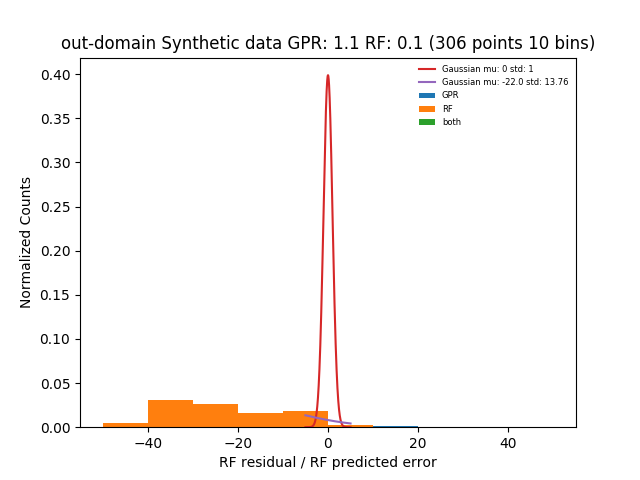 out-domain Synthetic data GPR: 1.1 RF: 0.1 (306 points 10 bins)
Gaussian mu: 0 std: 1
Gaussian mu: -22.0 std: 13.76
GPR
RF
both
Normalized Counts
0.40
0.35
0.30
0.25
0.20
0.15
0.10
0.05
0.00
−40 −20 0 20 40
RF residual / RF predicted error